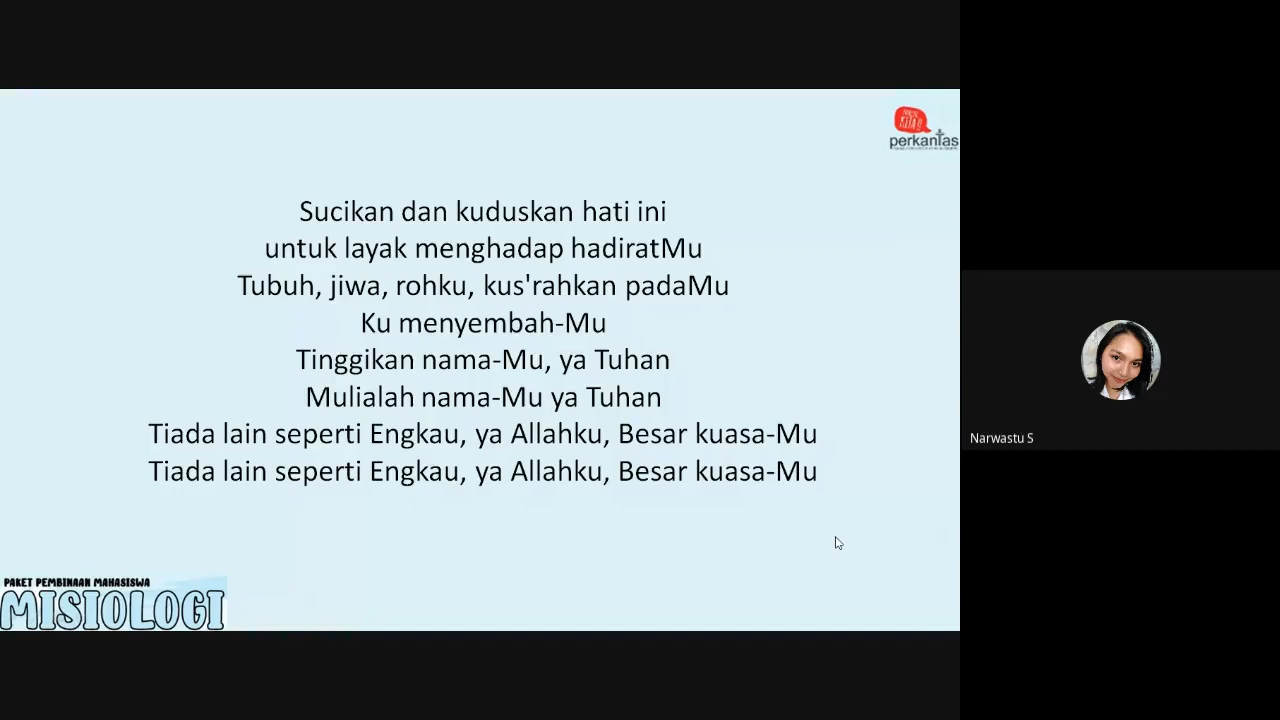 perkantas
Sucikan dan kuduskan hati ini
untuk layak menghadap hadiratMu
Tubuh, jiwa, rohku, kus'rahkan padaMu
Ku menyembah-Mu
Tinggikan nama-Mu, ya Tuhan
Mulialah nama-Mu ya Tuhan
Tiada lain seperti Engkau, ya Allahku, Besar kuasa-Mu
Tiada lain seperti Engkau, ya Allahku, Besar kuasa-Mu
Narwastu S
PAKET PEMBINAAN MAHASISWA
MISIOLOGI